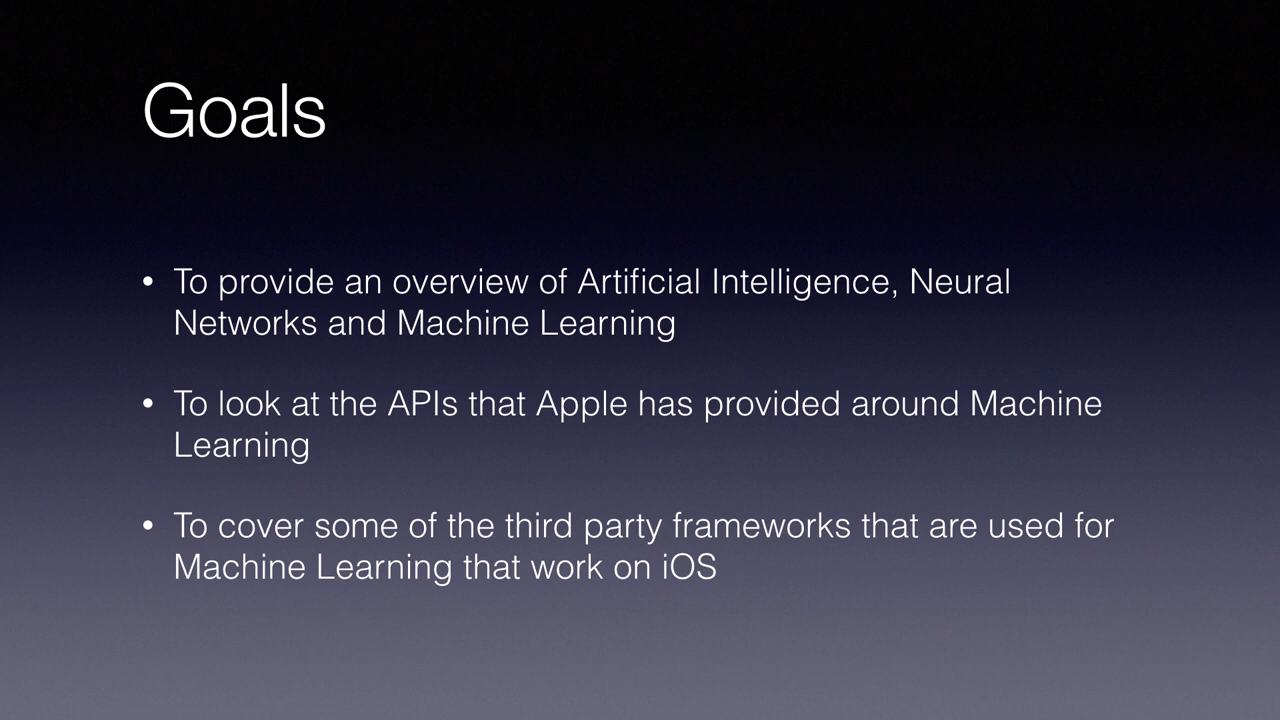 Goals
• To provide an overview of Artificial Intelligence, Neural
Networks and Machine Learning
• To look at the APIs that Apple has provided around Machine
Learning
• To cover some of the third party frameworks that are used for
Machine Learning that work on iOS